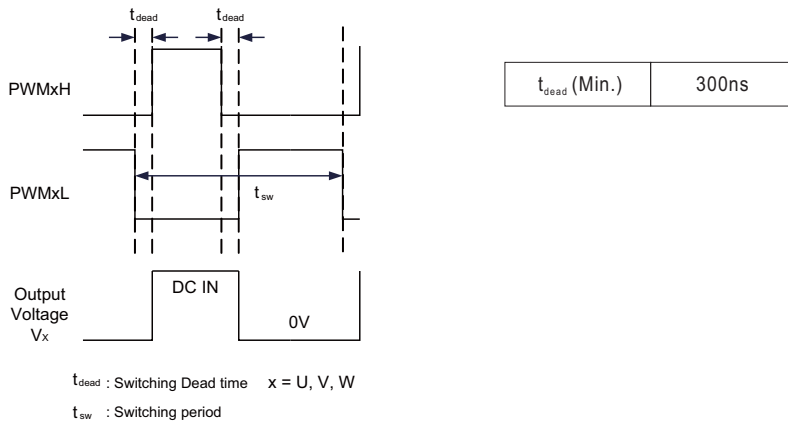 tdead tdead
PWMxH
tdead (Min.) 300ns
PWMxL
tsw
Output
Voltage
Vx
DC IN
0V
tdead : Switching Dead time x = U, V, W
tsw : Switching period